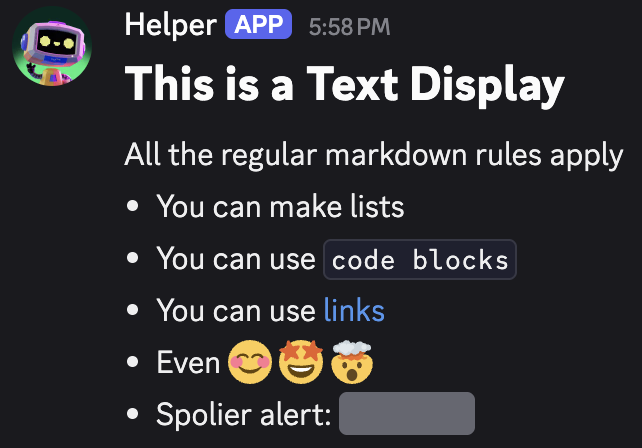 Helper APP 5:58 PM
This is a Text Display
All the regular markdown rules apply
• You can make lists
• You can use code blocks
• You can use links
• Even 😊🤩🤯
• Spolier alert: